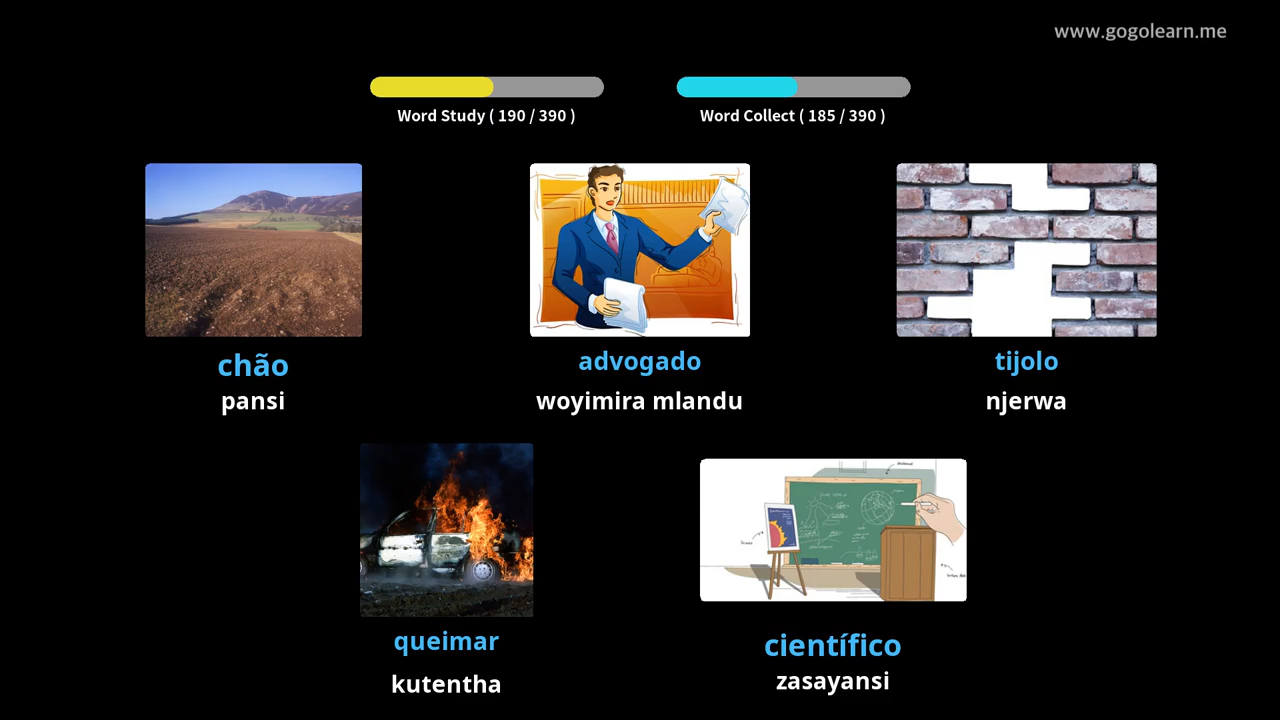 www.gogolearn.me
Word Study ( 190 / 390 )
Word Collect ( 185 / 390 )
chão
pansi
advogado
woyimira mlandu
tijolo
njerwa
queimar
kutentha
científico
zasayansi